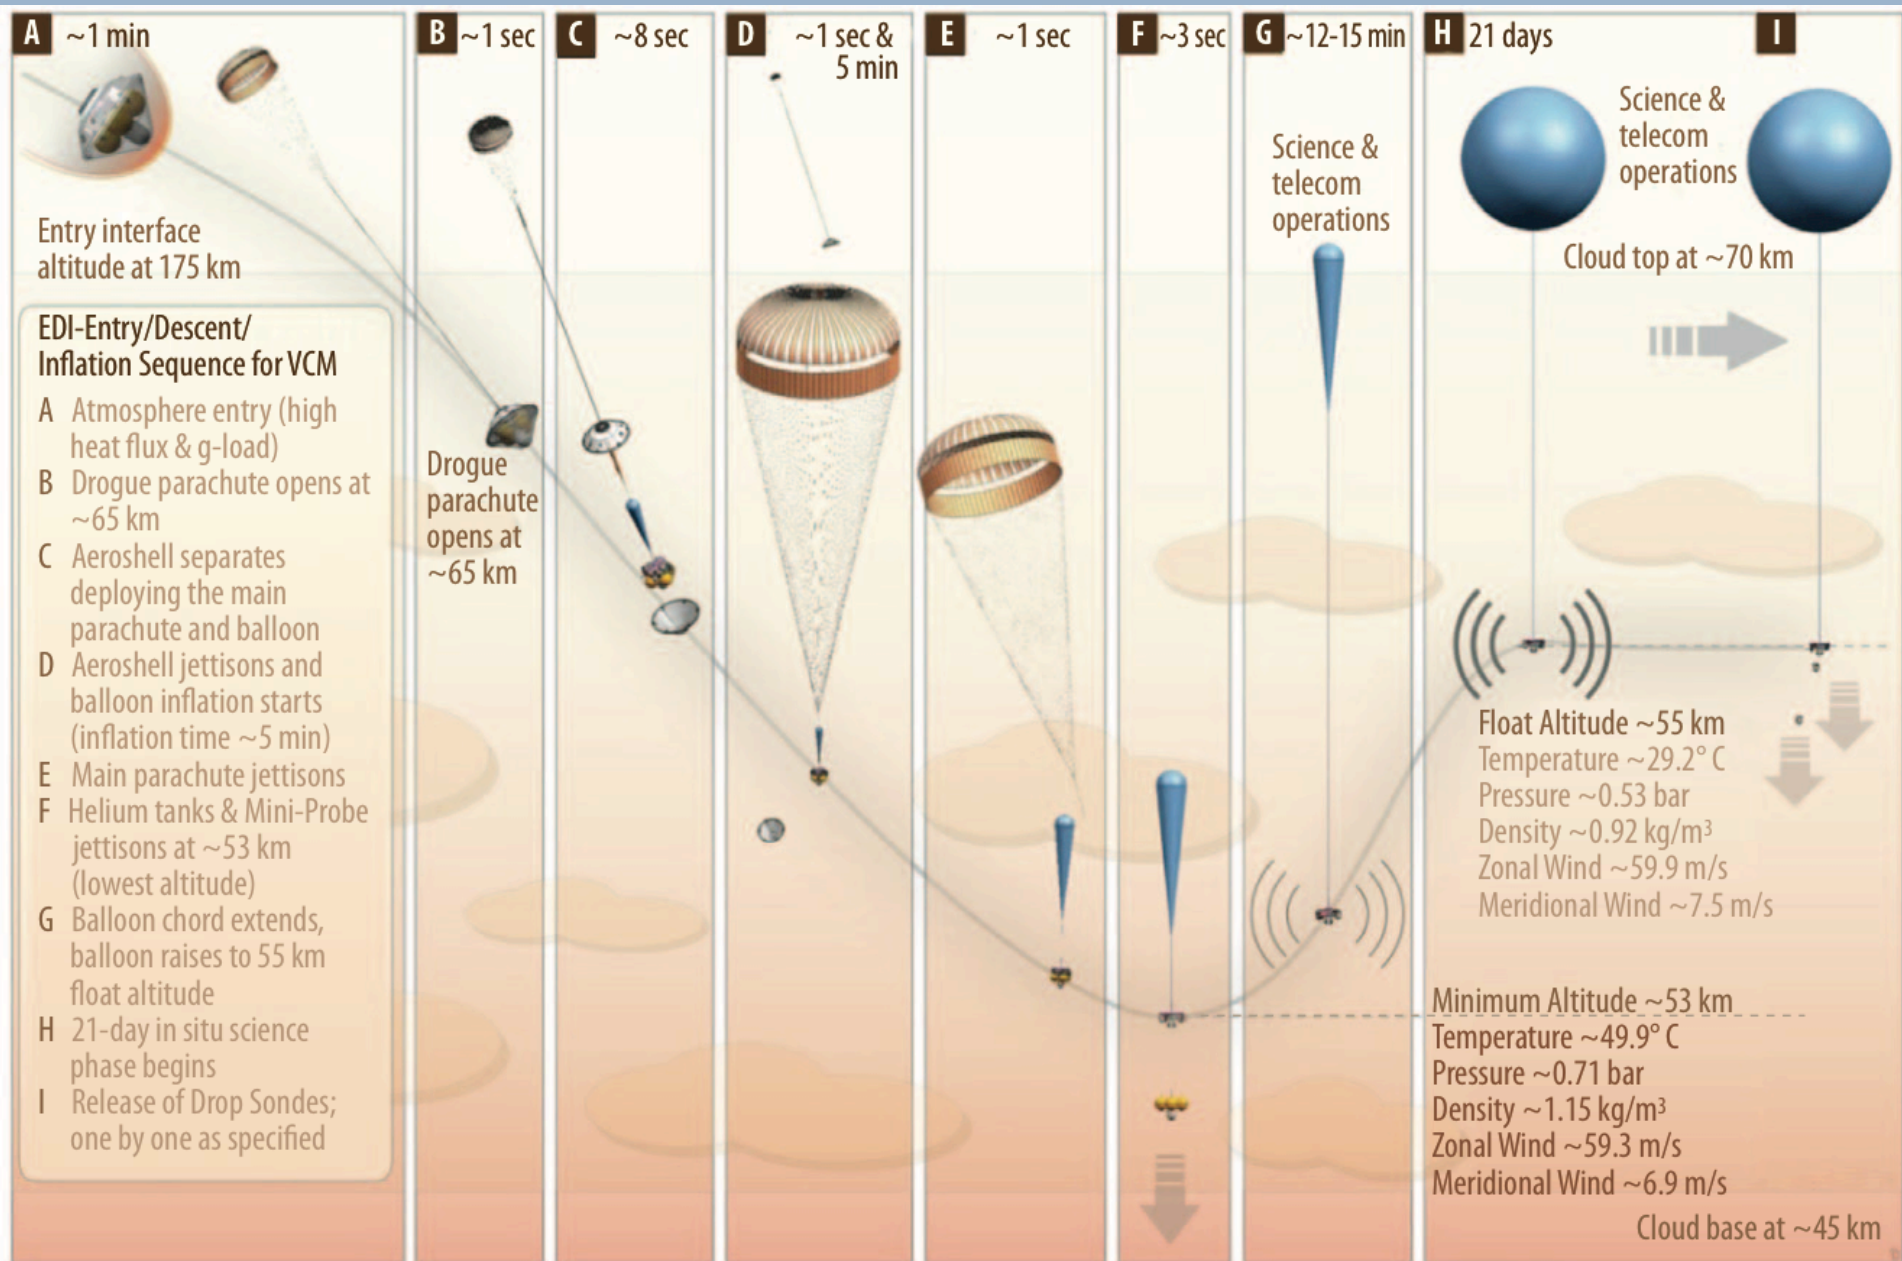 A ~1 min
B ~1 sec
C ~8 sec
D ~1 sec &
5 min
E ~1 sec
F ~3 sec
G ~12-15 min
H 21 days
I
Entry interface
altitude at 175 km
EDI-Entry/Descent/
Inflation Sequence for VCM
A Atmosphere entry (high
heat flux & g-load)
B Drogue parachute opens at
~65 km
C Aeroshell separates
deploying the main
parachute and balloon
D Aeroshell jettisons and
balloon inflation starts
(inflation time ~5 min)
E Main parachute jettisons
F Helium tanks & Mini-Probe
jettisons at ~53 km
(lowest altitude)
G Balloon chord extends,
balloon raises to 55 km
float altitude
H 21-day in situ science
phase begins
I Release of Drop Sondes;
one by one as specified
Drogue
parachute
opens at
~65 km
Science &
telecom
operations
Science &
telecom
operations
Cloud top at ~70 km
Float Altitude ~55 km
Temperature ~29.2° C
Pressure ~0.53 bar
Density ~0.92 kg/m³
Zonal Wind ~59.9 m/s
Meridional Wind ~7.5 m/s
Minimum Altitude ~53 km
Temperature ~49.9° C
Pressure ~0.71 bar
Density ~1.15 kg/m³
Zonal Wind ~59.3 m/s
Meridional Wind ~6.9 m/s
Cloud base at ~45 km